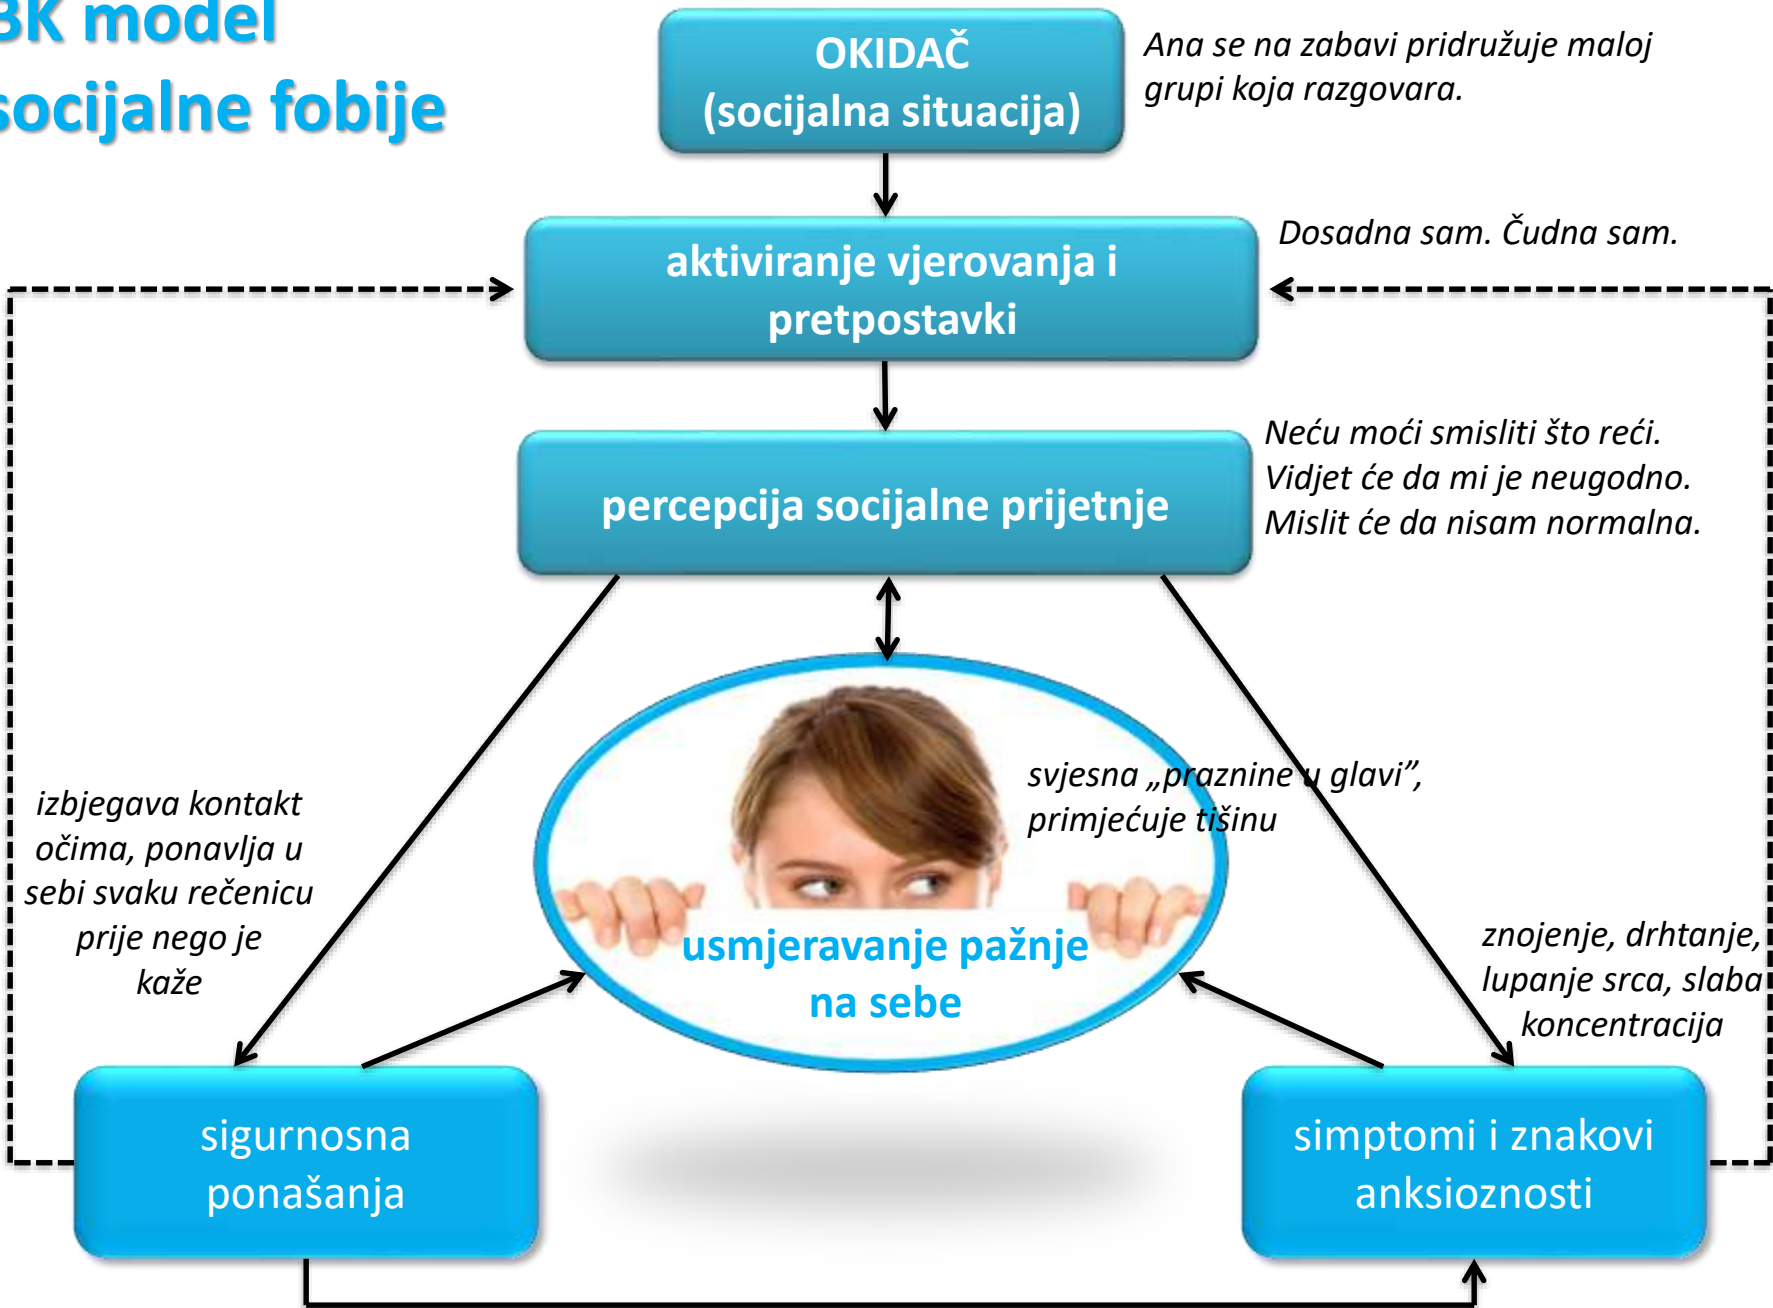 BK model
socijalne fobije
OKIDAČ
(socijalna situacija)
Ana se na zabavi pridružuje maloj
grupi koja razgovara.
aktiviranje vjerovanja i
pretpostavki
Dosadna sam. Čudna sam.
percepcija socijalne prijetnje
Neću moći smisliti što reći.
Vidjet će da mi je neugodno.
Mislit će da nisam normalna.
svjesna „praznine u glavi”,
primjećuje tišinu
usmjeravanje pažnje
na sebe
izbjegava kontakt
očima, ponavlja u
sebi svaku rečenicu
prije nego je
kaže
znojenje, drhtanje,
lupanje srca, slaba
koncentracija
sigurnosna
ponašanja
simptomi i znakovi
anksioznosti